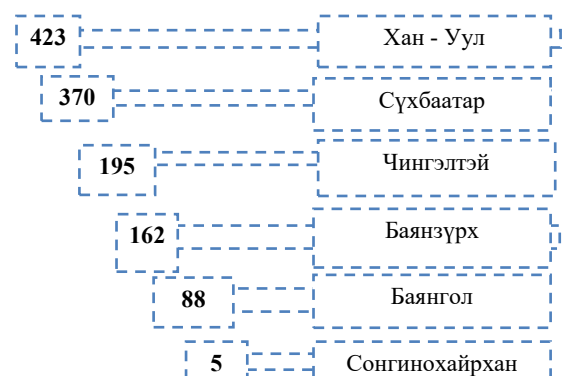 423 Хан - Уул
370 Сүхбаатар
195 Чингэлтэй
162 Баянзүрх
88 Баянгол
5 Сонгинохайрхан